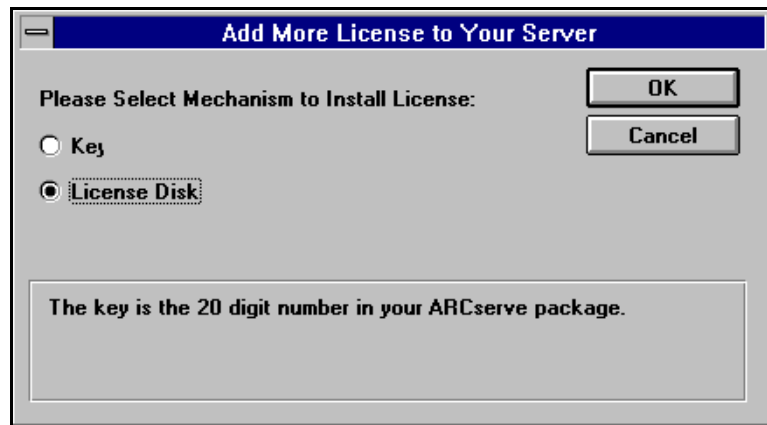 Add More License to Your Server
Please Select Mechanism to Install License:
OK
Key
Cancel
License Disk
The key is the 20 digit number in your ARCserve package.